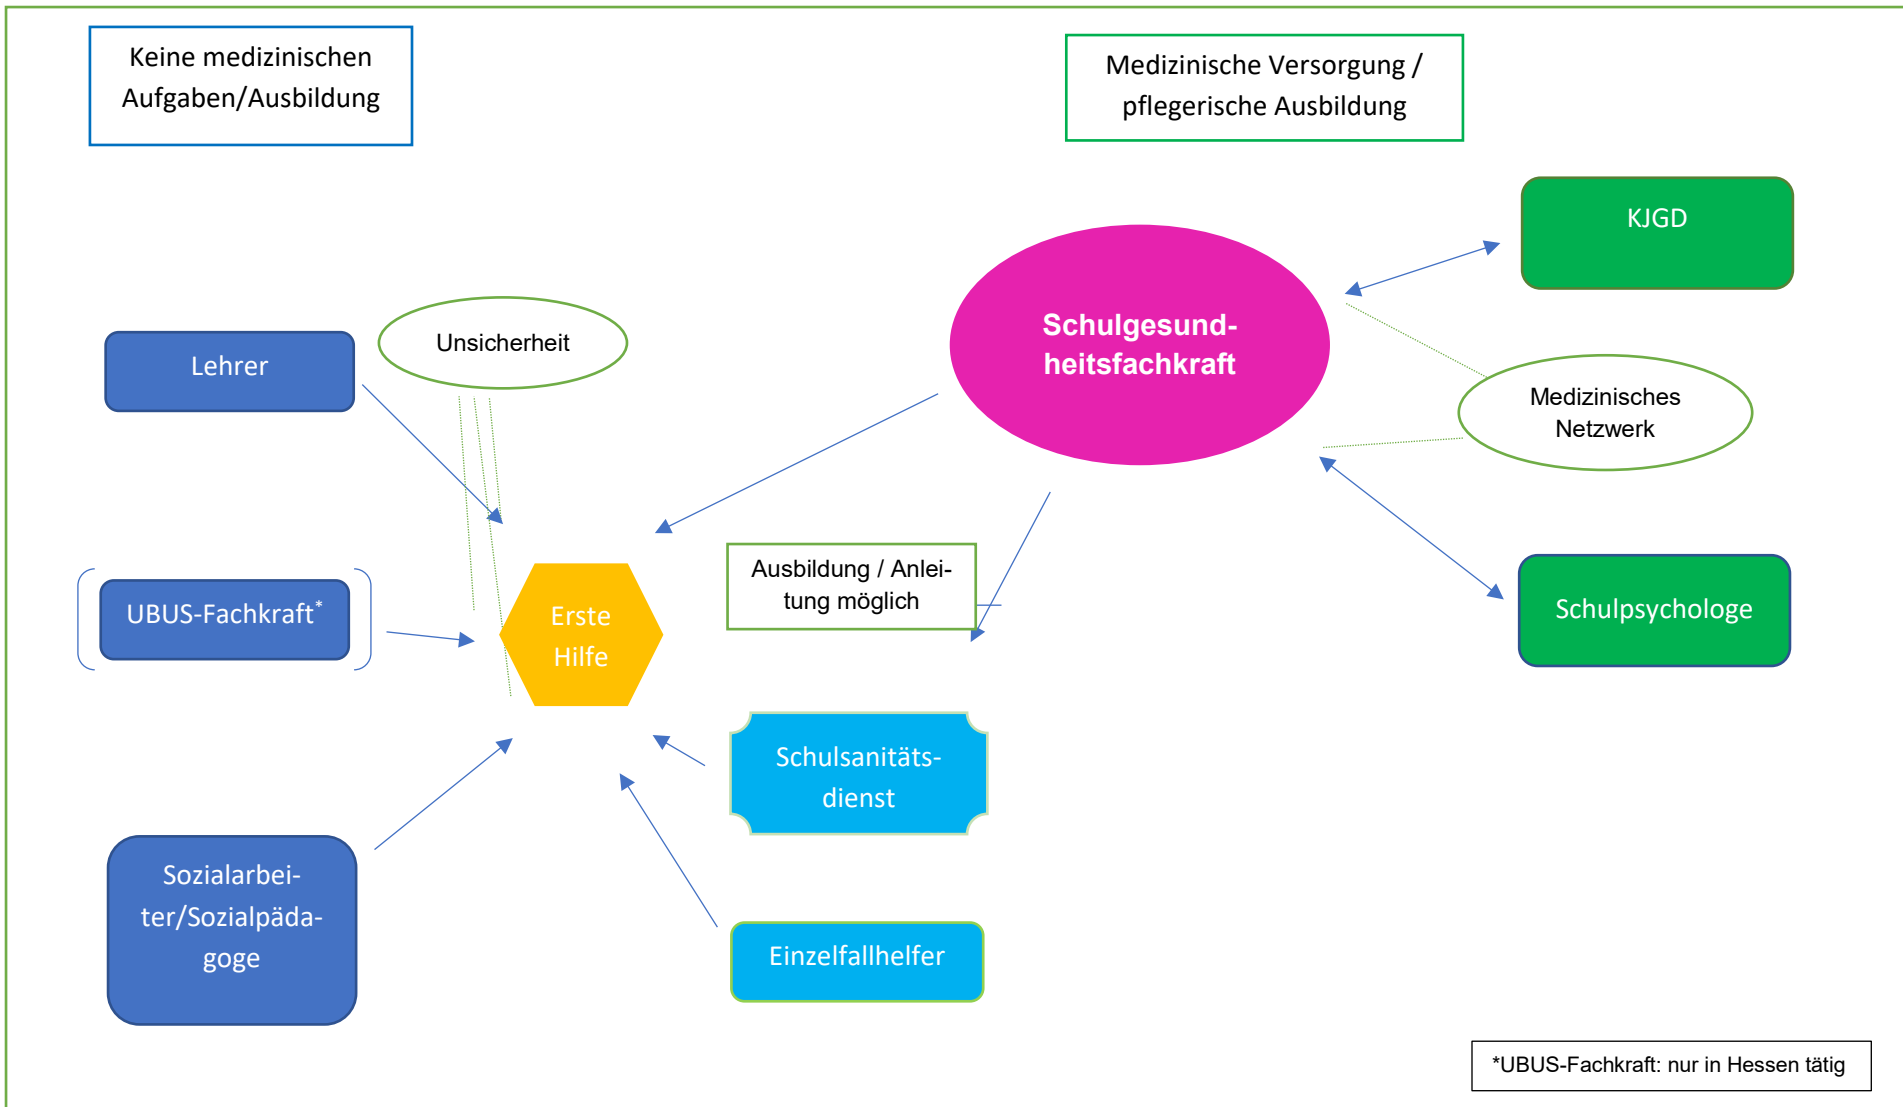 Keine medizinischen
Aufgaben/Ausbildung
Medizinische Versorgung /
pflegerische Ausbildung
KJGD
Schulgesund-
heitsfachkraft
Unsicherheit
Lehrer
Medizinisches
Netzwerk
Ausbildung / Anlei-
tung möglich
UBUS-Fachkraft*
Erste
Hilfe
Schulpsychologe
Schulsanitäts-
dienst
Sozialarbei-
ter/Sozialpäda-
goge
Einzelfallhelfer
*UBUS-Fachkraft: nur in Hessen tätig